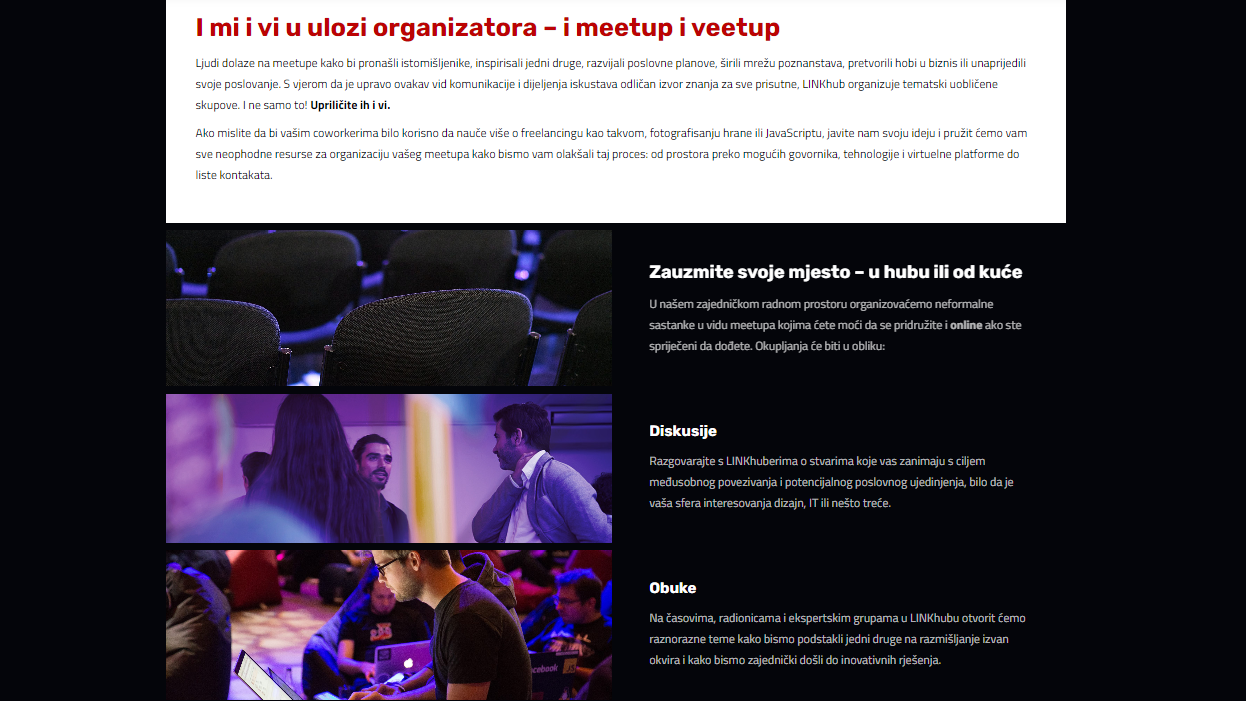 I mi i vi u ulozi organizatora – i meetup i veetup
Ljudi dolaze na meetupe kako bi pronašli istomišljenike, inspirisali jedni druge, razvijali poslovne planove, širili mrežu poznanstava, pretvorili hobi u biznis ili unaprijedili
svoje poslovanje. S vjerom da je upravo ovakav vid komunikacije i dijeljenja iskustava odličan izvor znanja za sve prisutne, LINKhub organizuje tematski uobličene
skupove. I ne samo to! Upriličite ih i vi.
Ako mislite da bi vašim coworkerima bilo korisno da nauče više o freelancingu kao takvom, fotografisanju hrane ili JavaScriptu, javite nam svoju ideju i pružit ćemo vam
sve neophodne resurse za organizaciju vašeg meetupa kako bismo vam olakšali taj proces: od prostora preko mogućih govornika, tehnologije i virtuelne platforme do
liste kontakata.
Zauzmite svoje mjesto – u hubu ili od kuće
U našem zajedničkom radnom prostoru organizovaćemo neformalne
sastanke u vidu meetupa kojima ćete moći da se pridružite i online ako ste
spriječeni da dođete. Okupljanja će biti u obliku:
Diskusije
Razgovarajte s LINKhuberima o stvarima koje vas zanimaju s ciljem
međusobnog povezivanja i potencijalnog poslovnog ujedinjenja, bilo da je
vaša sfera interesovanja dizajn, IT ili nešto treće.
Obuke
Na časovima, radionicama i ekspertskim grupama u LINKhubu otvorit ćemo
raznorazne teme kako bismo podstakli jedni druge na razmišljanje izvan
okvira i kako bismo zajednički došli do inovativnih rješenja.
facebook
JS